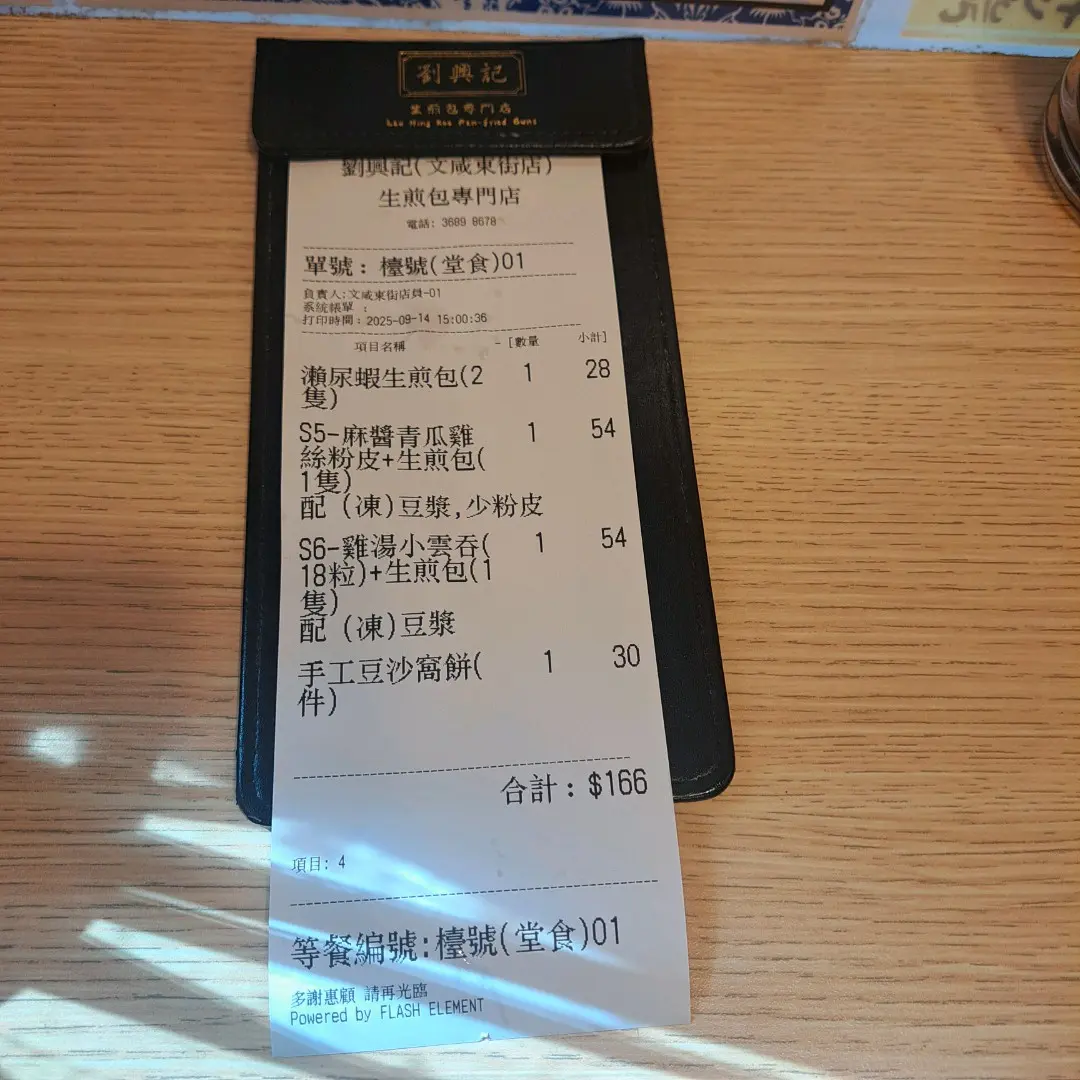 劉興記
生煎包專門店
Lau Hing Kee Pan-fried Buns
劉興記(文咸東街店)
生煎包專門店
電話: 3689 8678
單號: 檯號(堂食)01
負責人:文咸東街店員-01
系統帳單 :
打印時間：2025-09-14 15:00:36
項目名稱 - [數量 小計]
瀨尿蝦生煎包(2 1 28
隻)
S5-麻醬青瓜雞 1 54
絲粉皮+生煎包(
1隻)
配 (凍)豆漿,少粉皮
S6-雞湯小雲吞( 1 54
18粒)+生煎包(1
隻)
配 (凍)豆漿
手工豆沙窩餅( 1 30
件)
合計：$166
項目: 4
等餐編號:檯號(堂食)01
多謝惠顧 請再光臨
Powered by FLASH ELEMENT